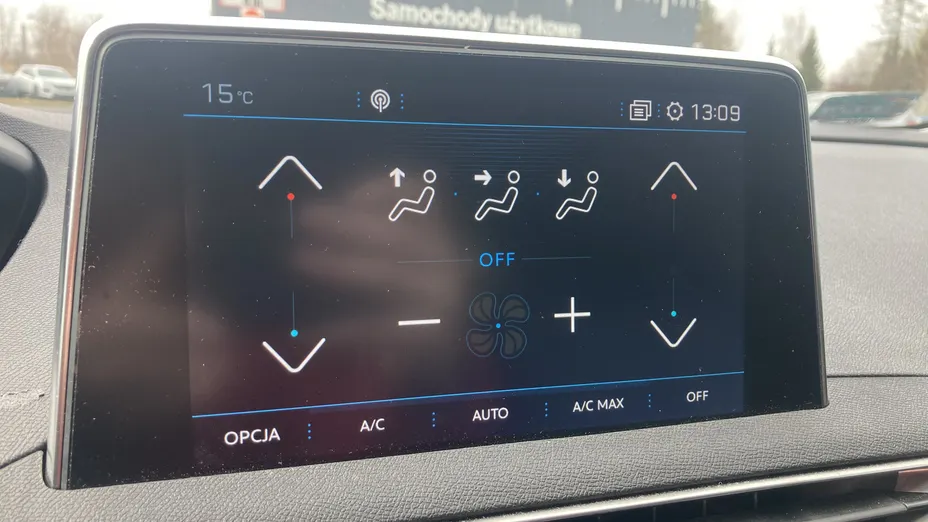 Samochody użytkowe
15°C
13:09
OFF
OPCJA
A/C
AUTO
A/C MAX
OFF